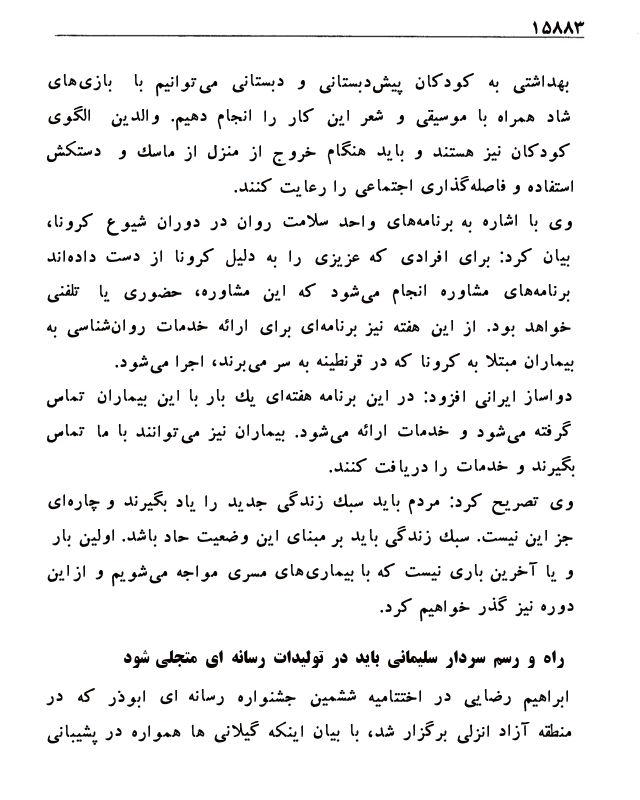 ۱۵۸۸۳
بهداشتی به کودکان پیش‌دبستانی و دبستانی می‌توانیم با بازی‌های
شاد همراه با موسیقی و شعر این کار را انجام دهیم. والدین الگوی
کودکان نیز هستند و باید هنگام خروج از منزل از ماسك و دستکش
استفاده و فاصله‌گذاری اجتماعی را رعایت کنند.
وی با اشاره به برنامه‌های واحد سلامت روان در دوران شیوع کرونا،
بیان کرد: برای افرادی که عزیزی را به دلیل کرونا از دست داده‌اند
برنامه‌های مشاوره انجام می‌شود که این مشاوره، حضوری یا تلفنی
خواهد بود. از این هفته نیز برنامه‌ای برای ارائه خدمات روان‌شناسی به
بیماران مبتلا به کرونا که در قرنطینه به سر می‌برند، اجرا می‌شود.
دواساز ایرانی افزود: در این برنامه هفته‌ای یك بار با این بیماران تماس
گرفته می‌شود و خدمات ارائه می‌شود. بیماران نیز می‌توانند با ما تماس
بگیرند و خدمات را دریافت کنند.
وی تصریح کرد: مردم باید سبك زندگی جدید را یاد بگیرند و چاره‌ای
جز این نیست. سبك زندگی باید بر مبنای این وضعیت حاد باشد. اولین بار
و یا آخرین باری نیست که با بیماری‌های مسری مواجه می‌شویم و از این
دوره نیز گذر خواهیم کرد.
راه و رسم سردار سلیمانی باید در تولیدات رسانه ای متجلی شود
ابراهیم رضایی در اختتامیه ششمین جشنواره رسانه ای ابوذر که در
منطقه آزاد انزلی برگزار شد، با بیان اینکه گیلانی ها همواره در پشیبانی